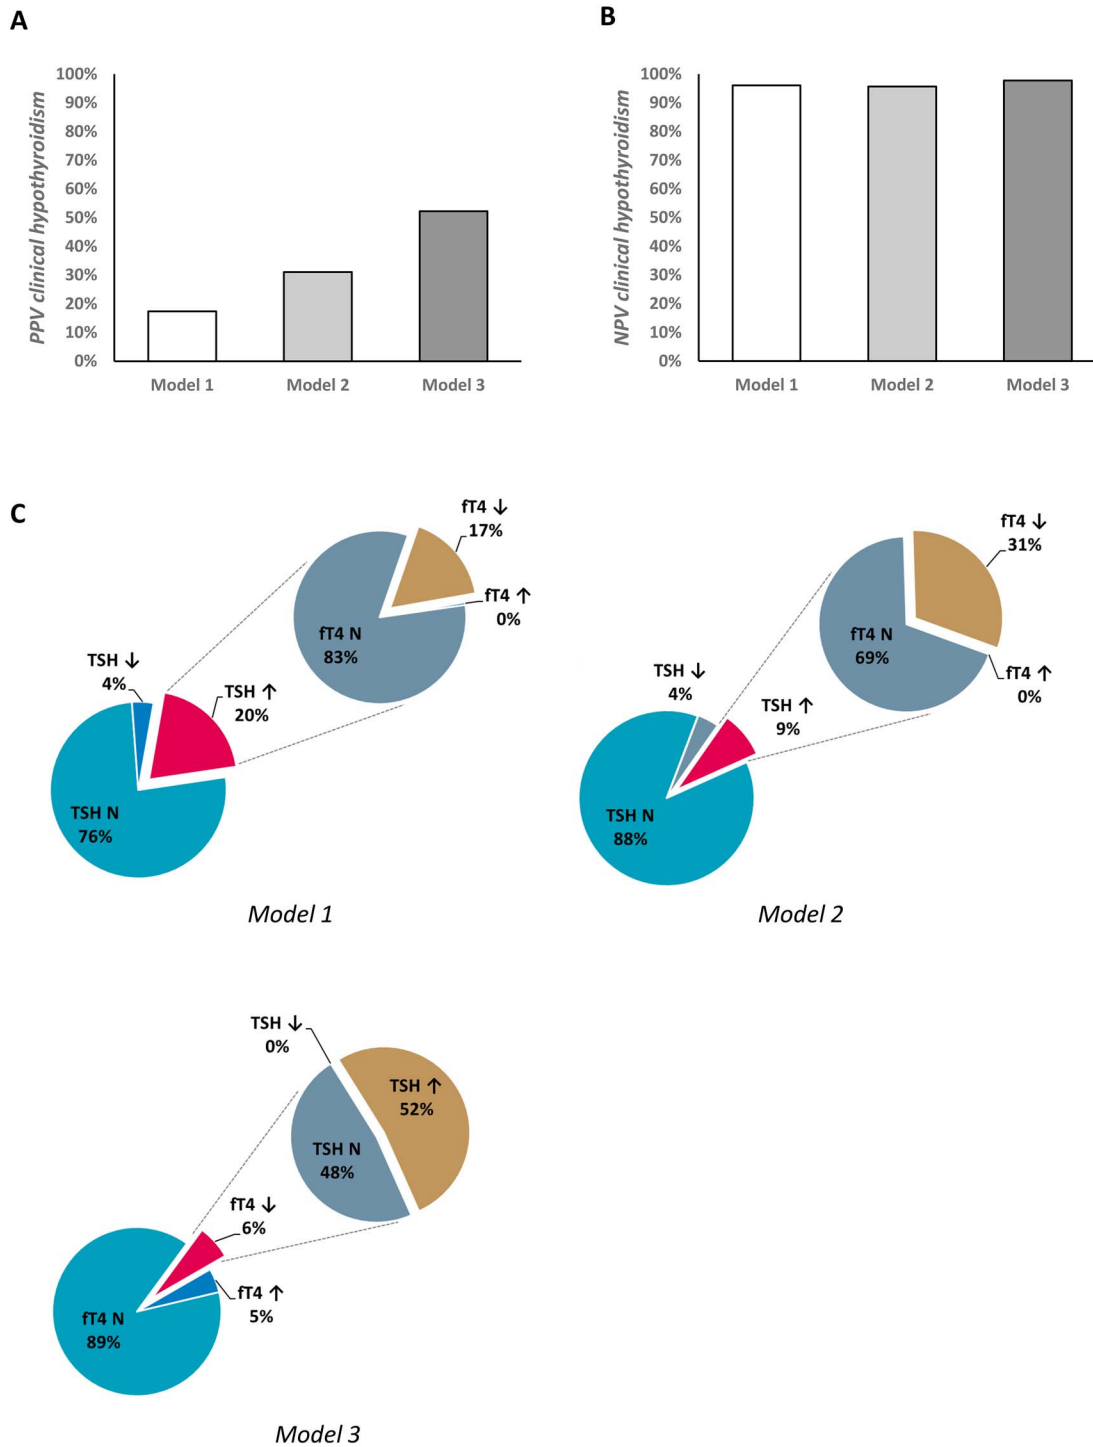 A
PPV clinical hypothyroidism
100%
90%
80%
70%
60%
50%
40%
30%
20%
10%
0%
Model 1
Model 2
Model 3
B
NPV clinical hypothyroidism
100%
90%
80%
70%
60%
50%
40%
30%
20%
10%
0%
Model 1
Model 2
Model 3
C
fT4 ↓
17%
fT4 ↑
0%
fT4 N
83%
TSH ↓
4%
TSH ↑
20%
TSH N
76%
Model 1
fT4 ↓
31%
fT4 N
69%
fT4 ↑
0%
TSH ↓
4%
TSH ↑
9%
TSH N
88%
Model 2
TSH ↓
0%
TSH ↑
52%
TSH N
48%
fT4 ↓
6%
fT4 ↑
5%
fT4 N
89%
Model 3